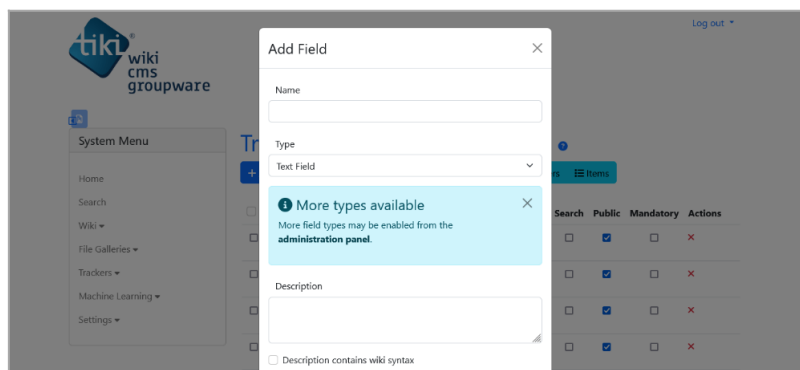 Log out
tiki®
wiki
cms
groupware
Add Field
Name
Type
Text Field
More types available
More field types may be enabled from the
administration panel.
Description
Description contains wiki syntax
System Menu
Home
Search
Wiki
File Galleries
Trackers
Machine Learning
Settings
Tr
Items
Search Public Mandatory Actions